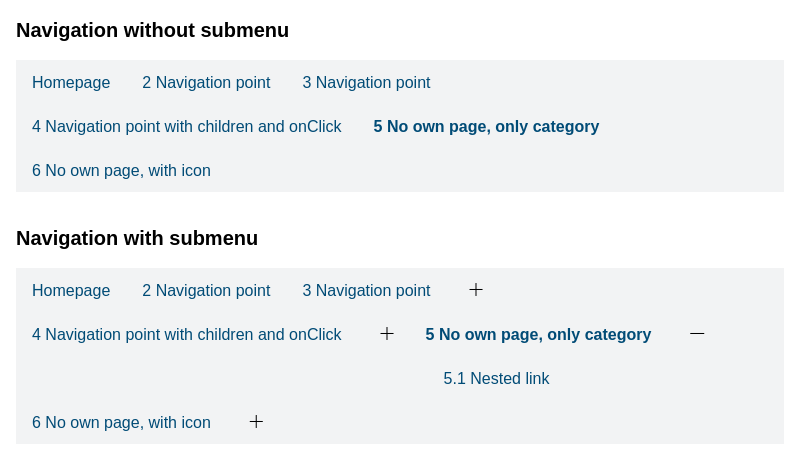 Navigation without submenu
Homepage 2 Navigation point 3 Navigation point
4 Navigation point with children and onClick 5 No own page, only category
6 No own page, with icon
Navigation with submenu
Homepage 2 Navigation point 3 Navigation point +
4 Navigation point with children and onClick + 5 No own page, only category −
5.1 Nested link
6 No own page, with icon +